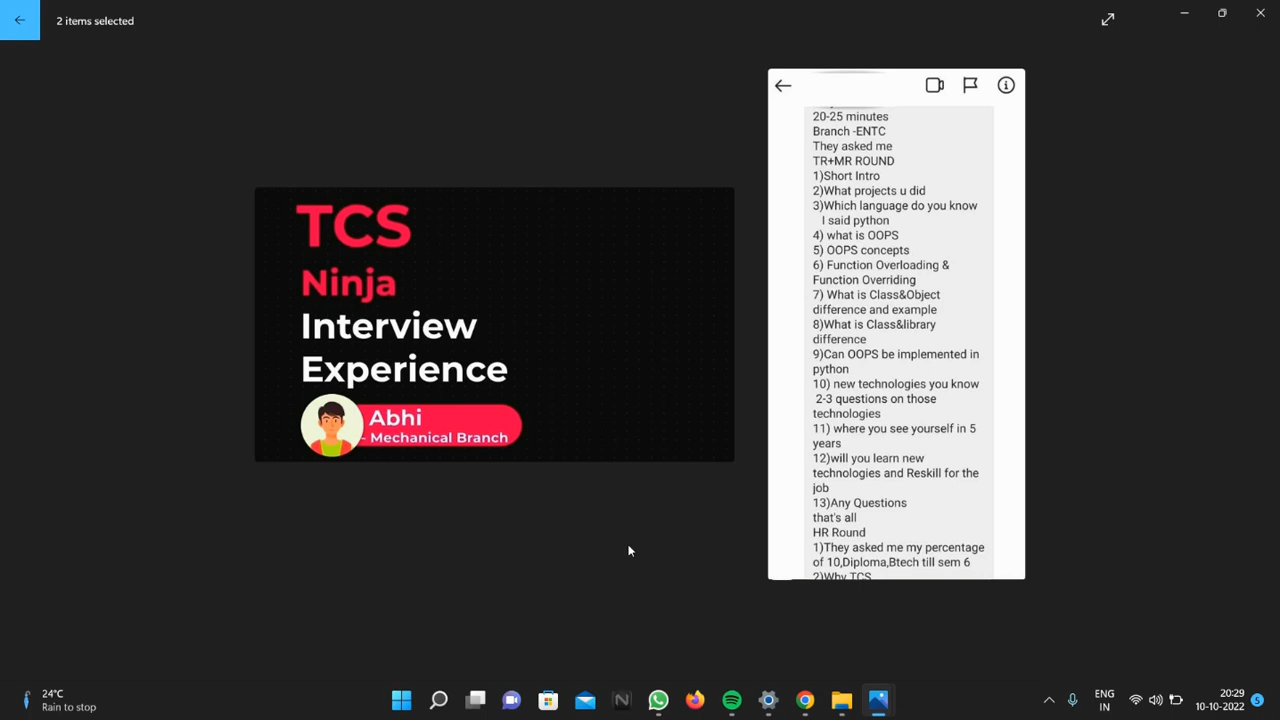 2 items selected
TCS
Ninja
Interview
Experience
Abhi
- Mechanical Branch
20-25 minutes
Branch -ENTC
They asked me
TR+MR ROUND
1)Short Intro
2)What projects u did
3)Which language do you know
I said python
4) what is OOPS
5) OOPS concepts
6) Function Overloading &
Function Overriding
7) What is Class&Object
difference and example
8)What is Class&library
difference
9)Can OOPS be implemented in
python
10) new technologies you know
2-3 questions on those
technologies
11) where you see yourself in 5
years
12)will you learn new
technologies and Reskill for the
job
13)Any Questions
that's all
HR Round
1)They asked me my percentage
of 10,Diploma,Btech till sem 6
2)Why TCS
24°C
Rain to stop
ENG
IN
20:29
10-10-2022
5